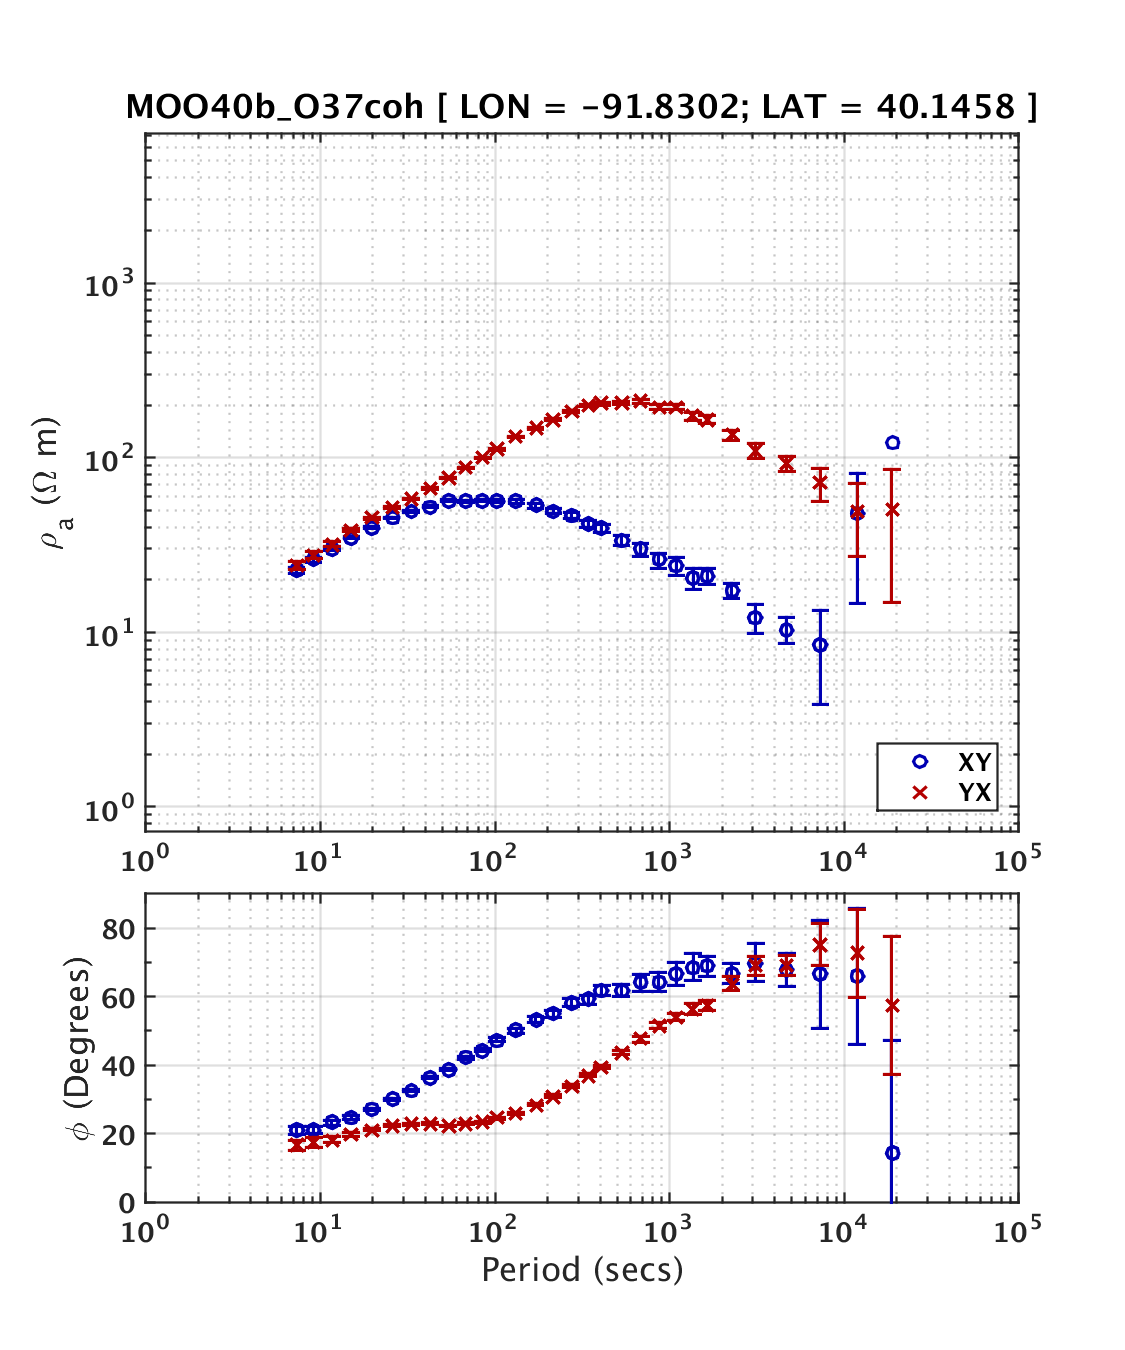 MOO40b_O37coh [ LON = -91.8302; LAT = 40.1458 ]
10^3
10^2
10^1
10^0
ρ_a (Ω m)
XY
YX
10^0 10^1 10^2 10^3 10^4 10^5
80
60
40
20
0
ϕ (Degrees)
10^0 10^1 10^2 10^3 10^4 10^5
Period (secs)